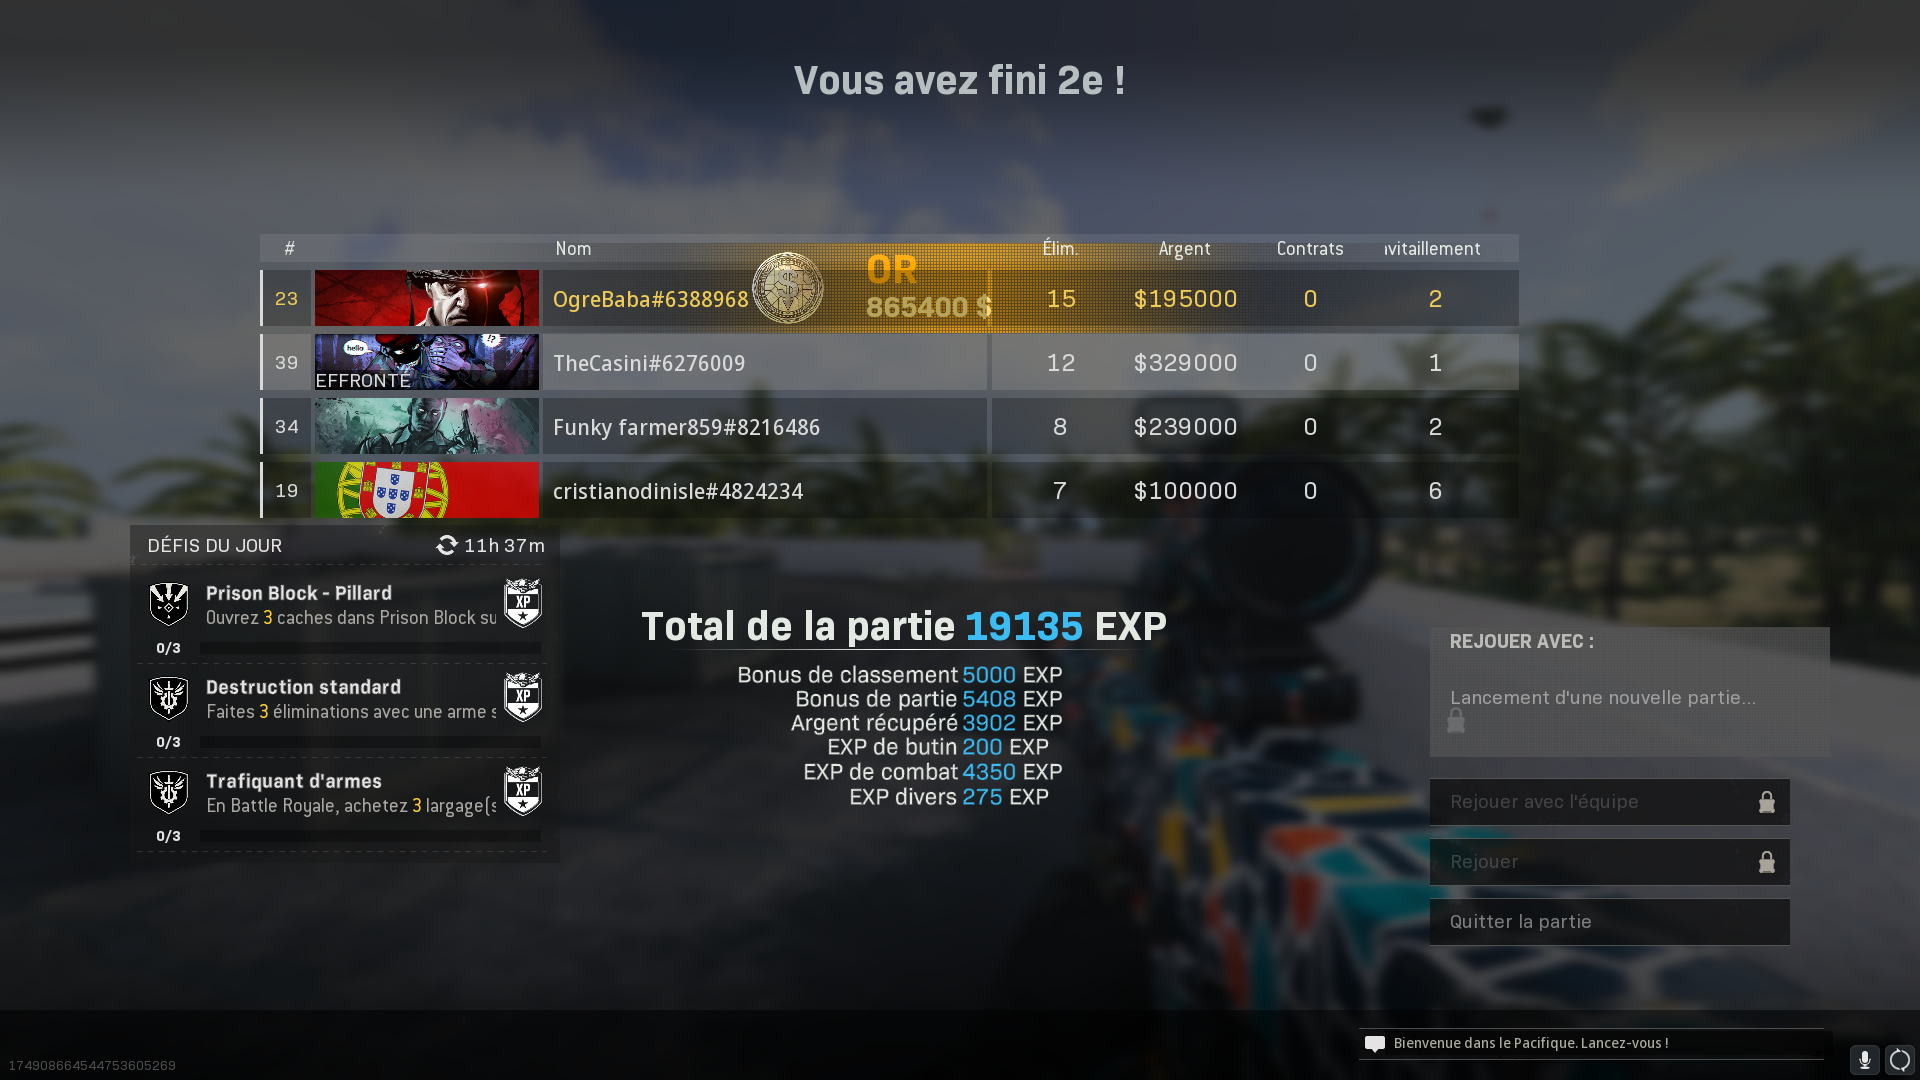 Vous avez fini 2e !
# Nom Élim. Argent Contrats vitaillement
OR
865400 $
23 OgreBaba#6388968 15 $195000 0 2
hello !?
EFFRONTÉ
39 TheCasini#6276009 12 $329000 0 1
34 Funky farmer859#8216486 8 $239000 0 2
19 cristianodinisle#4824234 7 $100000 0 6
DÉFIS DU JOUR 11h 37m
Prison Block - Pillard
Ouvrez 3 caches dans Prison Block su
XP
0/3
Destruction standard
Faites 3 éliminations avec une arme s
XP
0/3
Trafiquant d'armes
En Battle Royale, achetez 3 largage(s
XP
0/3
Total de la partie 19135 EXP
Bonus de classement 5000 EXP
Bonus de partie 5408 EXP
Argent récupéré 3902 EXP
EXP de butin 200 EXP
EXP de combat 4350 EXP
EXP divers 275 EXP
REJOUER AVEC :
Lancement d'une nouvelle partie...
Rejouer avec l'équipe
Rejouer
Quitter la partie
Bienvenue dans le Pacifique. Lancez-vous !
174908664544753605269